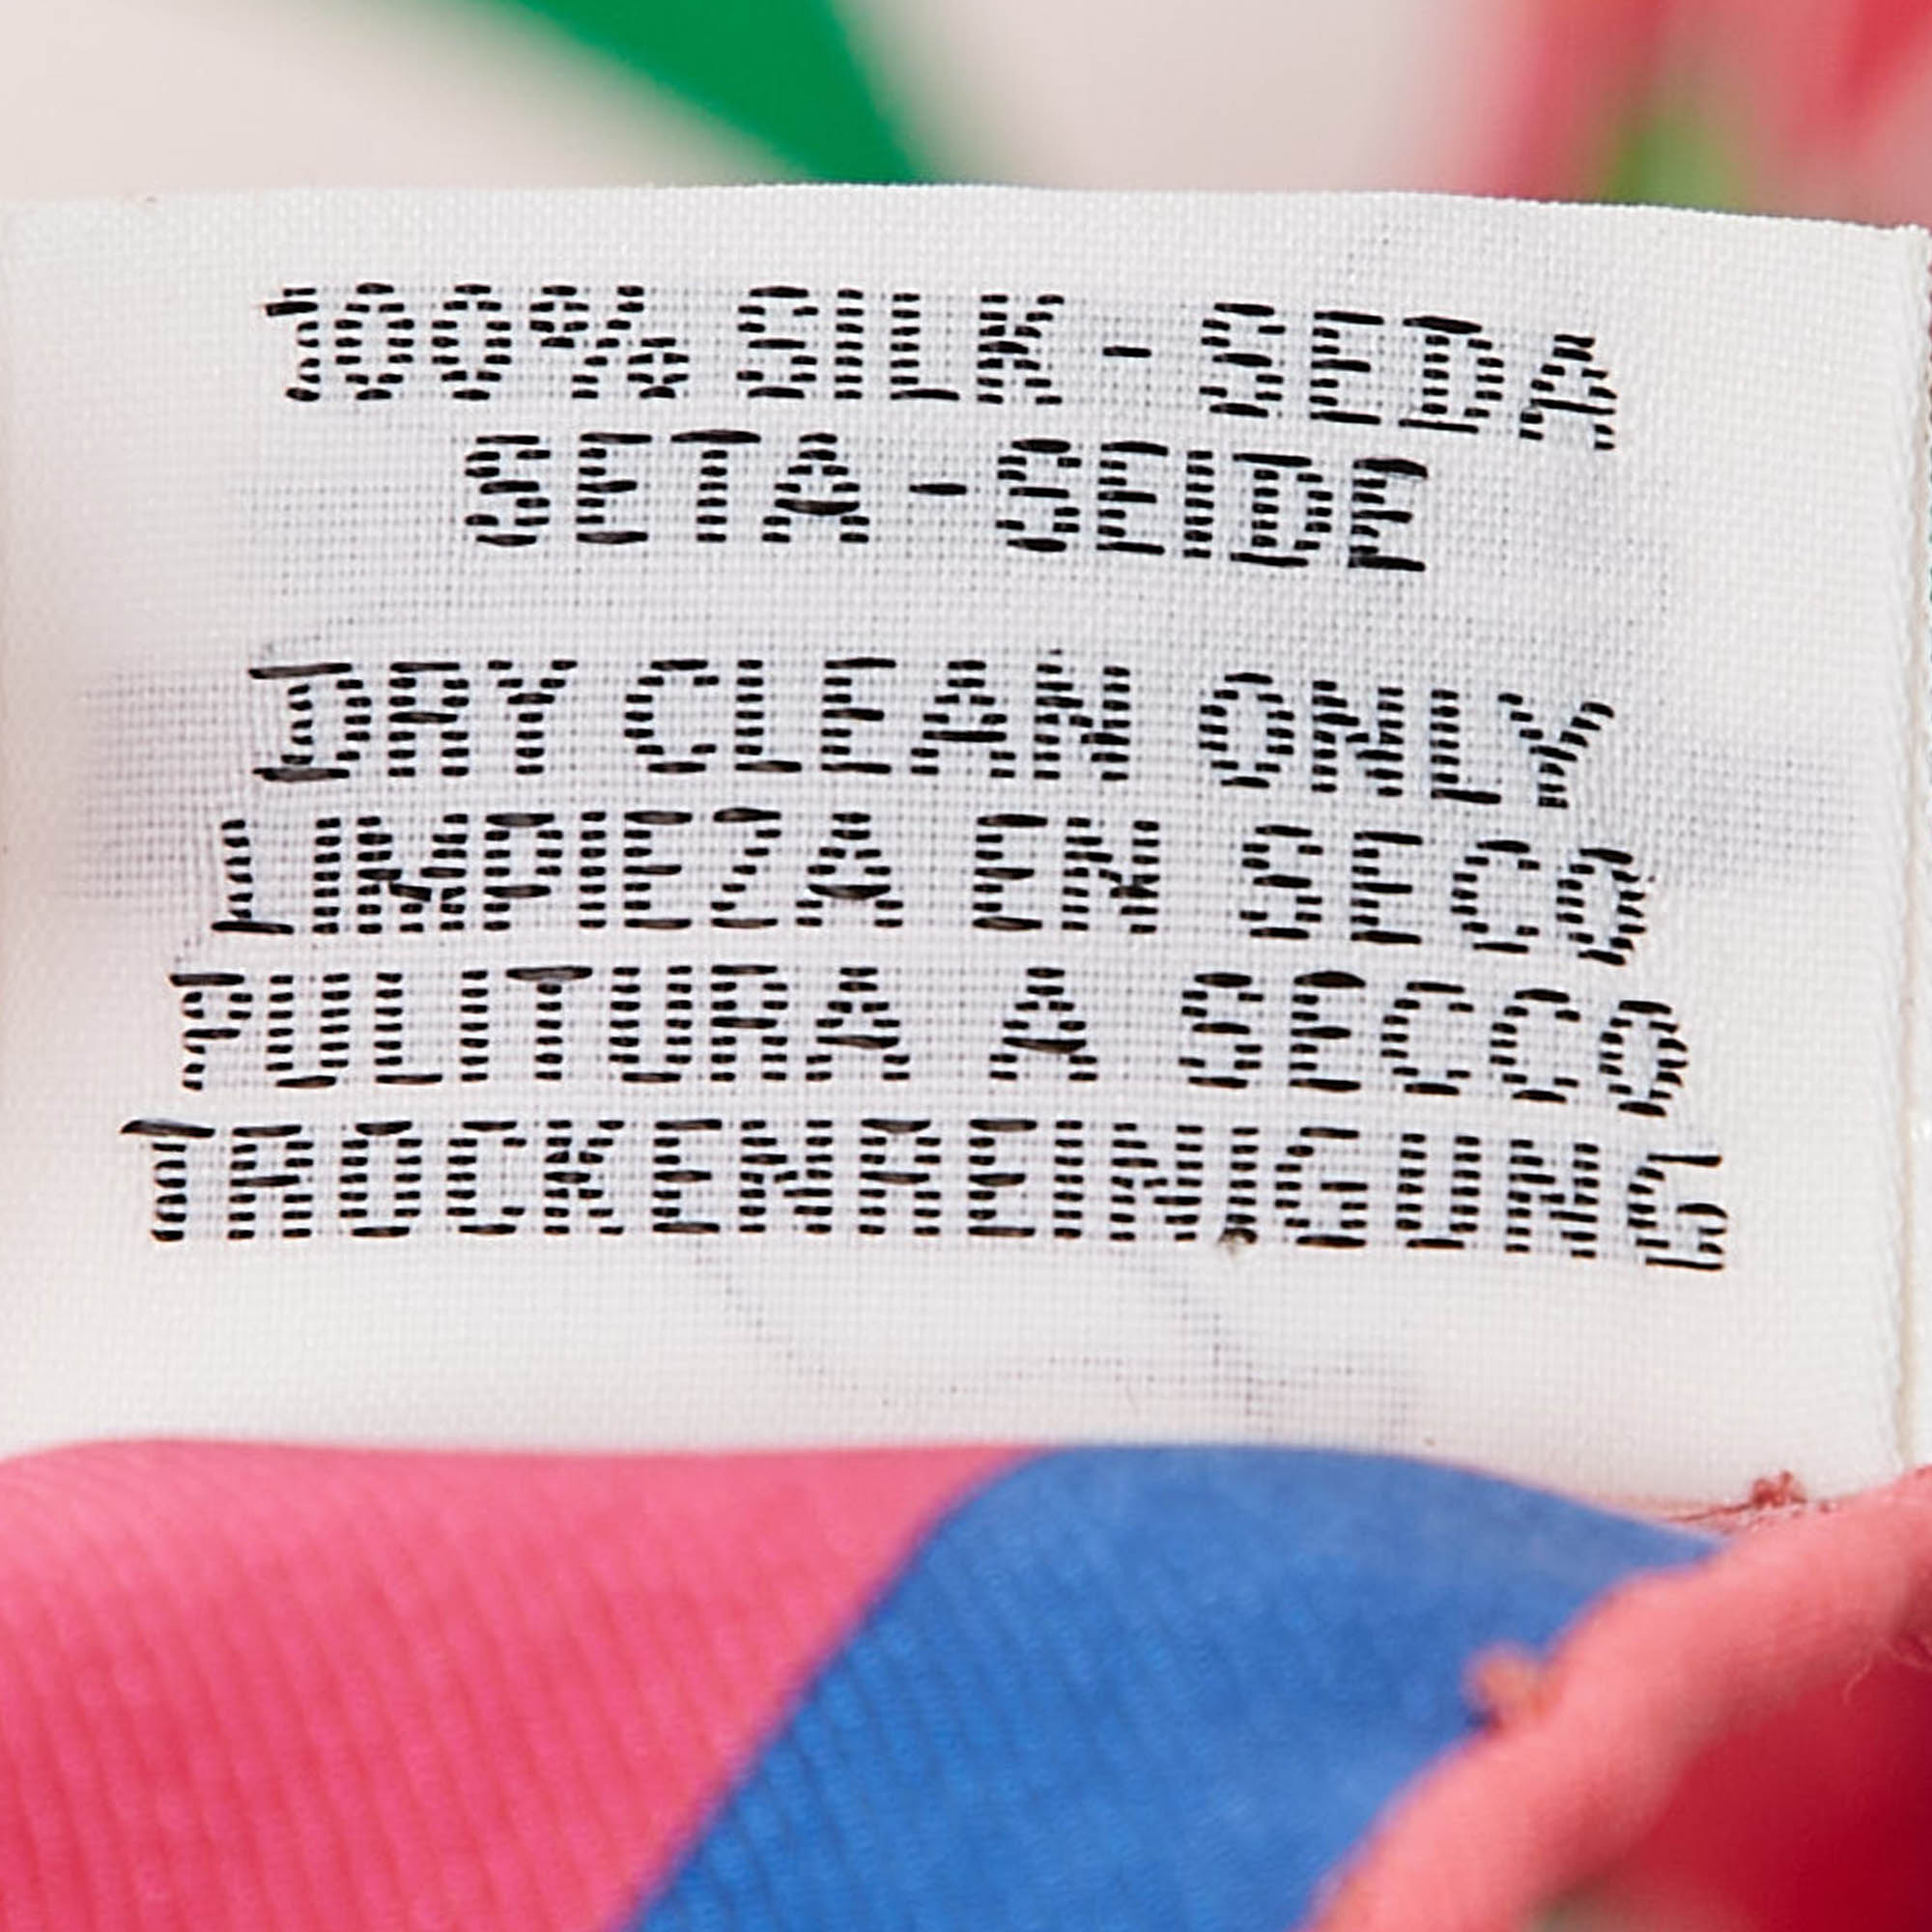 100% SILK - SEDA
SETA - SEIDE
DRY CLEAN ONLY
LIMPIEZA EN SECO
PULITURA A SECCO
TROCKENREINIGUNG